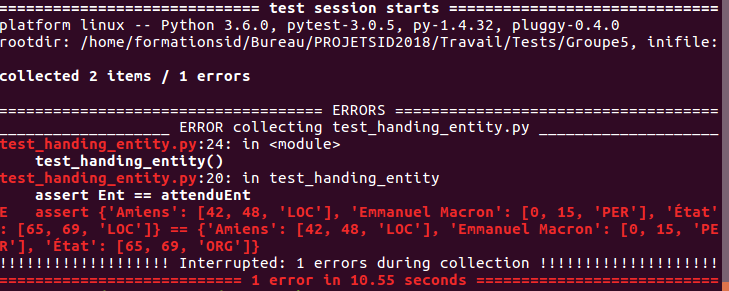 ============================= test session starts ==============================
platform linux -- Python 3.6.0, pytest-3.0.5, py-1.4.32, pluggy-0.4.0
rootdir: /home/formationsid/Bureau/PROJETSID2018/Travail/Tests/Groupe5, inifile:
collected 2 items / 1 errors
==================================== ERRORS ====================================
___________________ ERROR collecting test_handing_entity.py ____________________
test_handing_entity.py:24: in <module>
    test_handing_entity()
test_handing_entity.py:20: in test_handing_entity
    assert Ent == attenduEnt
E   assert {'Amiens': [42, 48, 'LOC'], 'Emmanuel Macron': [0, 15, 'PER'], 'État'
: [65, 69, 'LOC']} == {'Amiens': [42, 48, 'LOC'], 'Emmanuel Macron': [0, 15, 'PE
R'], 'État': [65, 69, 'ORG']}
!!!!!!!!!!!!!!!!!!! Interrupted: 1 errors during collection !!!!!!!!!!!!!!!!!!!!
=========================== 1 error in 10.55 seconds ===========================